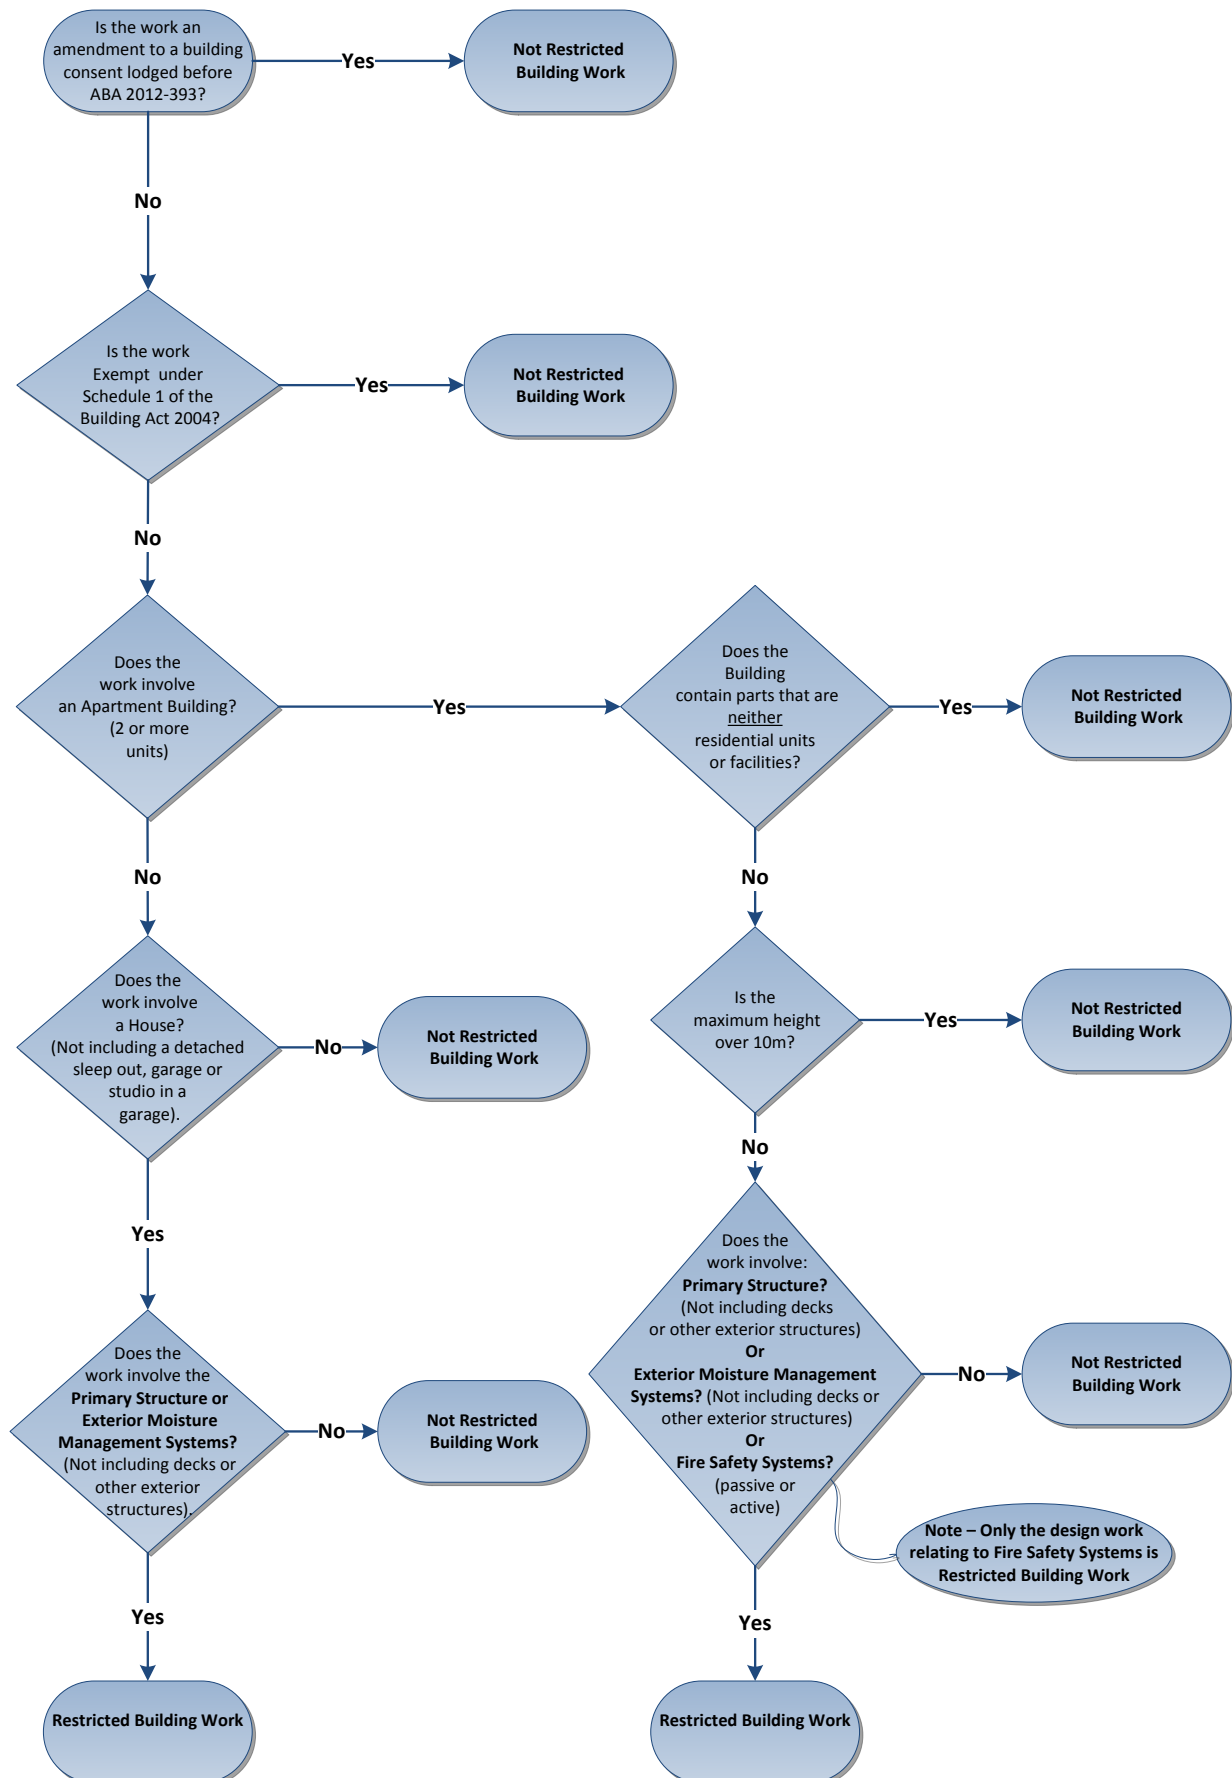 Is the work an
amendment to a building
consent lodged before
ABA 2012-393?
Yes
Not Restricted
Building Work
No
Is the work
Exempt under
Schedule 1 of the
Building Act 2004?
Yes
Not Restricted
Building Work
No
Does the
work involve
an Apartment Building?
(2 or more
units)
Yes
Does the
Building
contain parts that are
neither
residential units
or facilities?
Yes
Not Restricted
Building Work
No
No
Does the
work involve
a House?
(Not including a detached
sleep out, garage or
studio in a
garage).
No
Not Restricted
Building Work
Is the
maximum height
over 10m?
Yes
Not Restricted
Building Work
No
Yes
Does the
work involve the
Primary Structure or
Exterior Moisture
Management Systems?
(Not including decks or
other exterior
structures).
No
Not Restricted
Building Work
Does the
work involve:
Primary Structure?
(Not including decks
or other exterior structures)
Or
Exterior Moisture Management
Systems? (Not including decks or
other exterior structures)
Or
Fire Safety Systems?
(passive or
active)
No
Not Restricted
Building Work
Note – Only the design work
relating to Fire Safety Systems is
Restricted Building Work
Yes
Yes
Restricted Building Work
Restricted Building Work